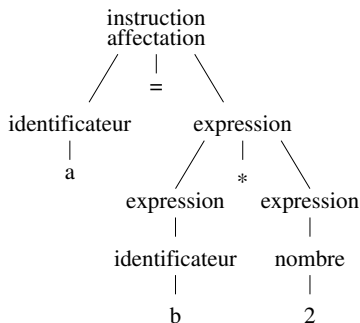 instruction
affectation
=
identificateur expression
a
*
expression expression
identificateur nombre
b 2